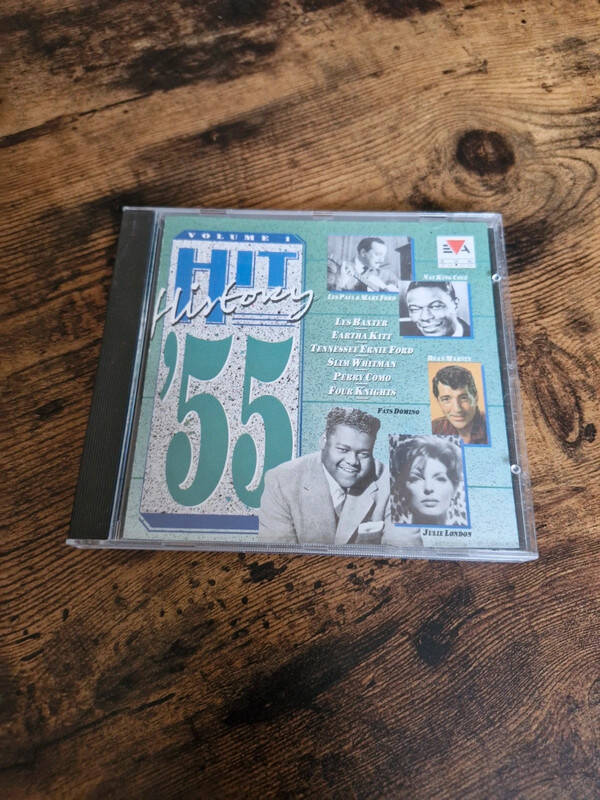 VOLUME 1
HIT
History
'55
EVA
LES PAUL & MARY FORD
NAT KING COLE
LES BAXTER
EARTHA KITT
TENNESSEE ERNIE FORD
SLIM WHITMAN
PERRY COMO
FOUR KNIGHTS
DEAN MARTIN
FATS DOMINO
JULIE LONDON